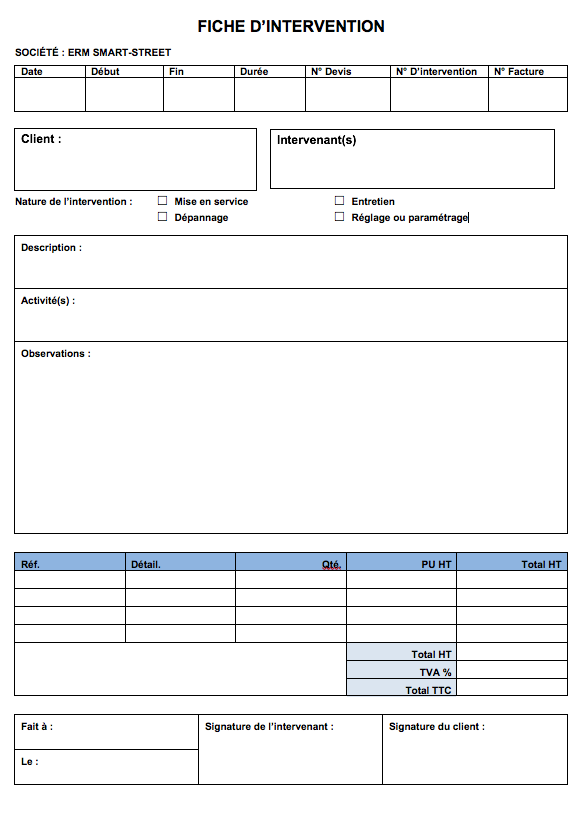 FICHE D'INTERVENTION
SOCIÉTÉ : ERM SMART-STREET
Date Début Fin Durée N° Devis N° D'intervention N° Facture
Client :
Intervenant(s)
Nature de l'intervention : ☐ Mise en service ☐ Entretien
☐ Dépannage ☐ Réglage ou paramétrage
Description :
Activité(s) :
Observations :
Réf. Détail. Qté. PU HT Total HT
Total HT
TVA %
Total TTC
Fait à : Signature de l'intervenant : Signature du client :
Le :